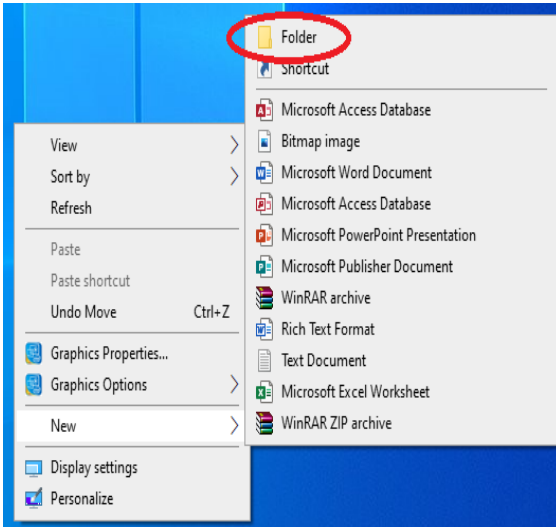 View
Sort by
Refresh
Paste
Paste shortcut
Undo Move Ctrl+Z
Graphics Properties...
Graphics Options
New
Display settings
Personalize
Folder
Shortcut
Microsoft Access Database
Bitmap image
Microsoft Word Document
Microsoft Access Database
Microsoft PowerPoint Presentation
Microsoft Publisher Document
WinRAR archive
Rich Text Format
Text Document
Microsoft Excel Worksheet
WinRAR ZIP archive